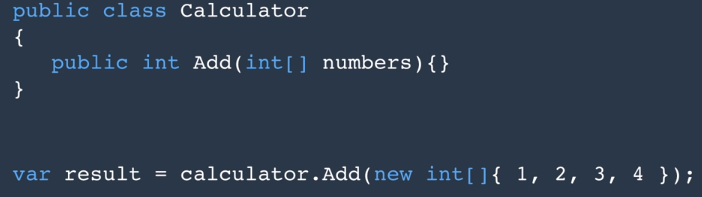 public class Calculator
{
   public int Add(int[] numbers){}
}
var result = calculator.Add(new int[]{ 1, 2, 3, 4 });